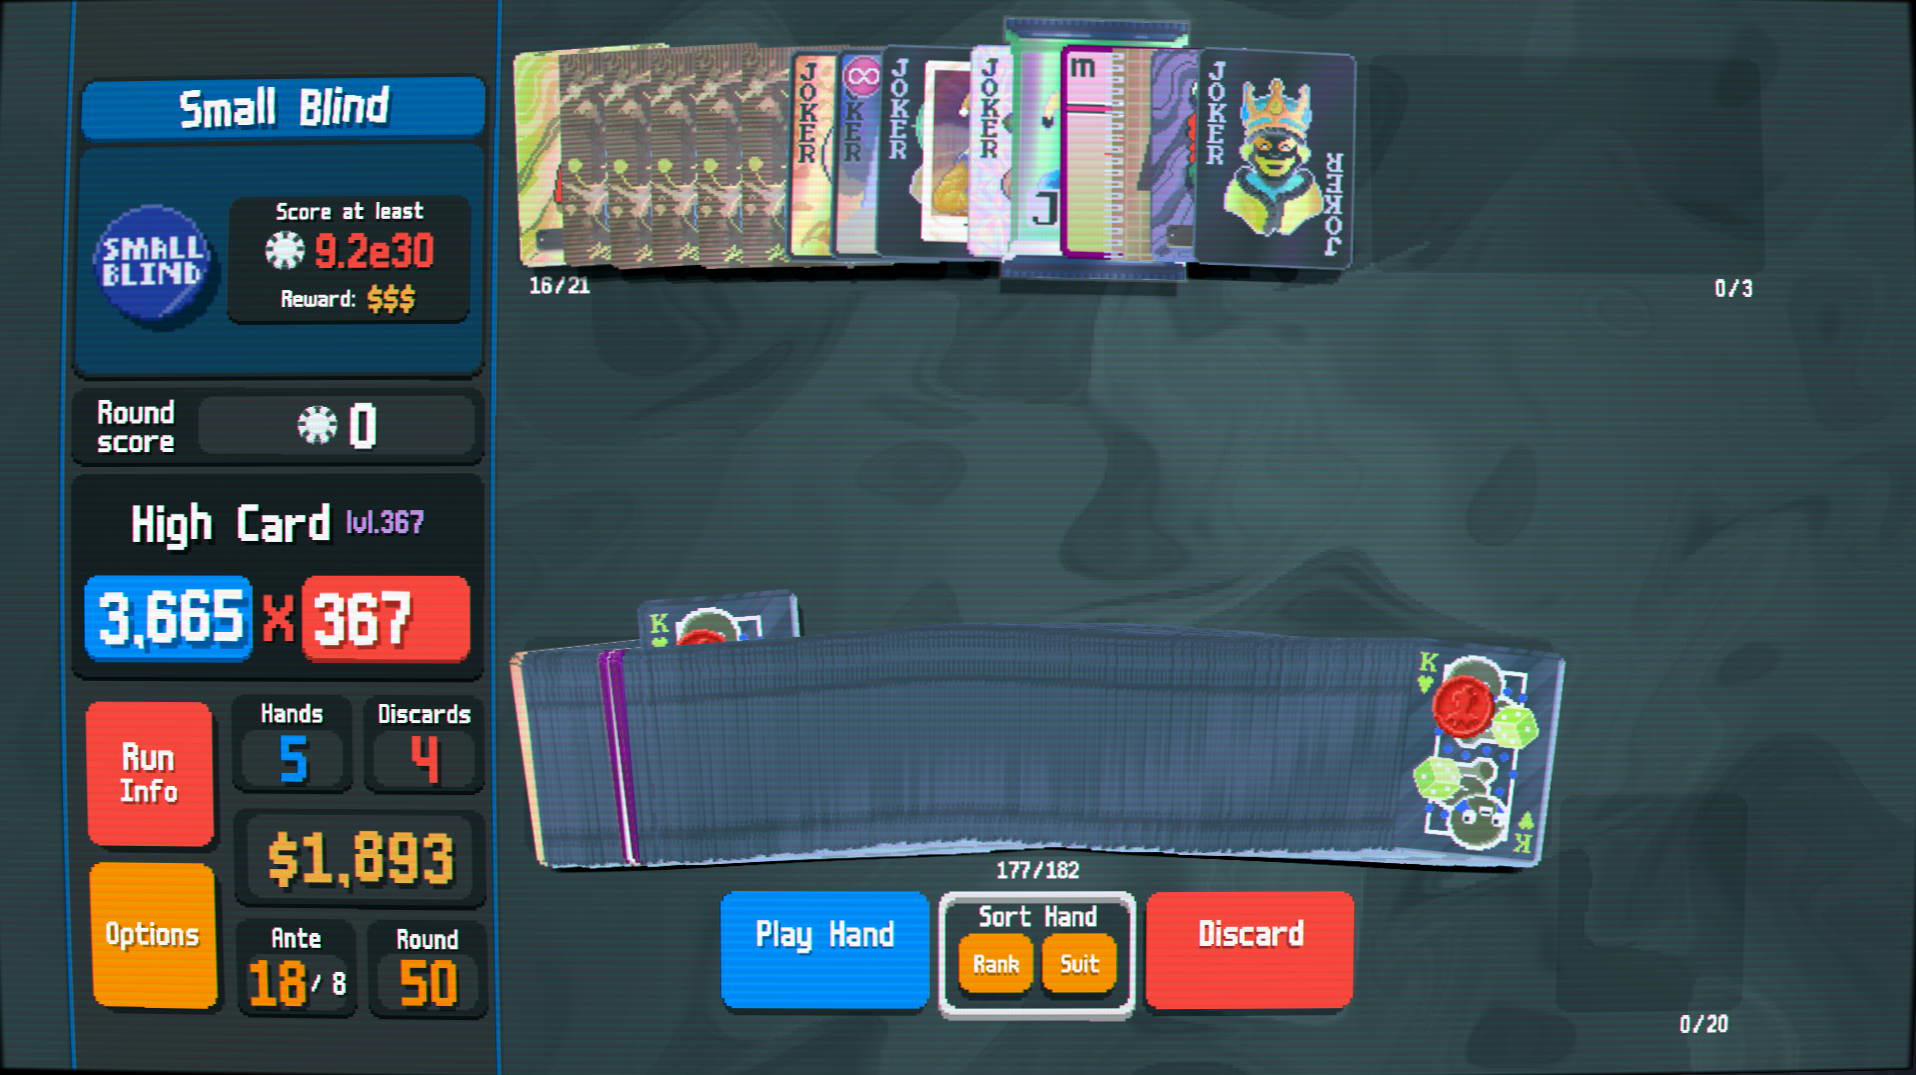 Small Blind
SMALL
BLIND
Score at least
9.2e30
Reward: $$$
Round
score
0
High Card lvl.367
3,665 X 367
Run
Info
Hands
5
Discards
4
$1,893
Options
Ante
18/8
Round
50
JOKER
KER
JOKER
JOKER
J
m
JOKER
JOKER
16/21
0/3
K
K
K
177/182
Play Hand
Sort Hand
Rank
Suit
Discard
0/20